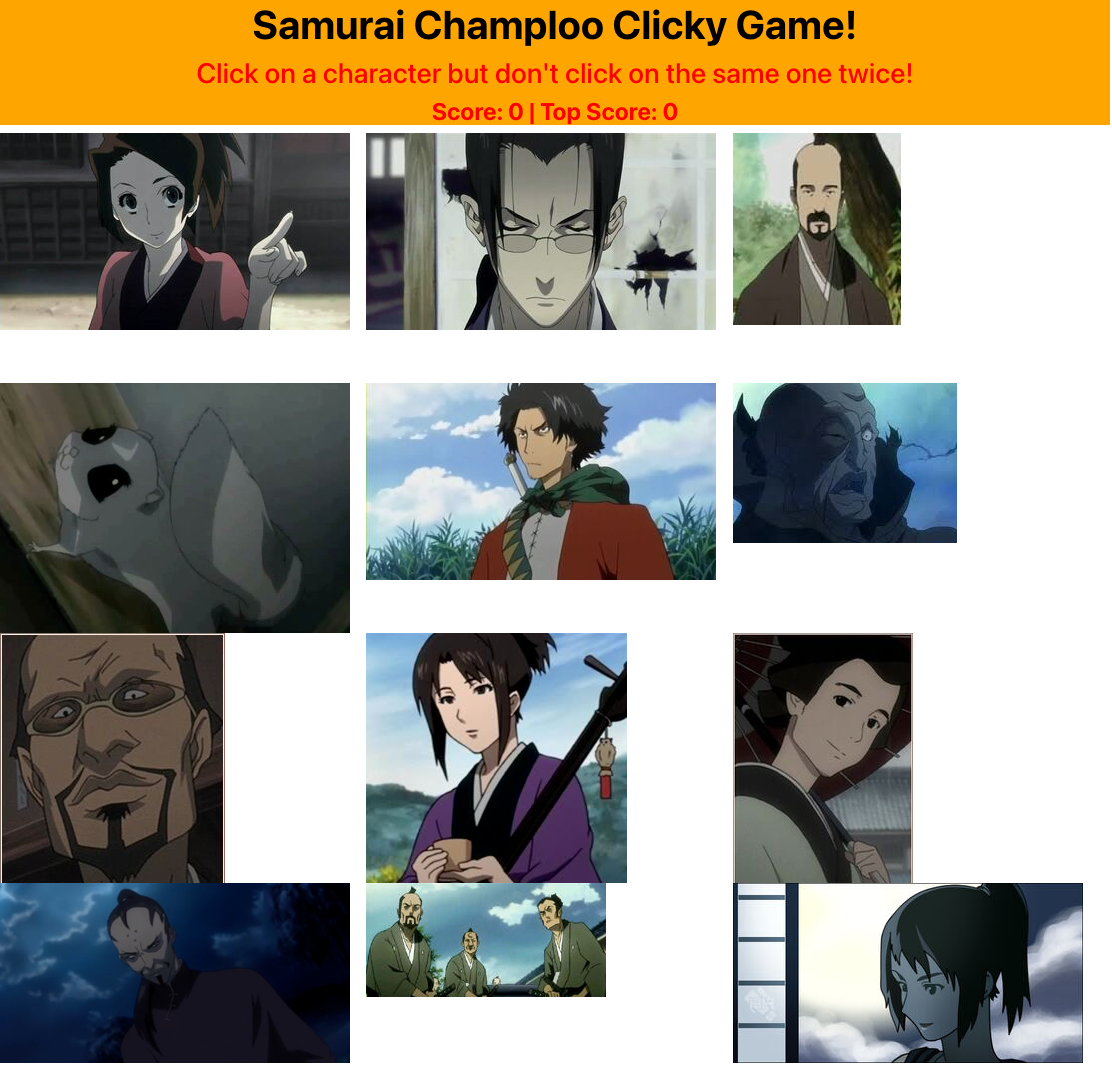 Samurai Champloo Clicky Game!
Click on a character but don't click on the same one twice!
Score: 0 | Top Score: 0